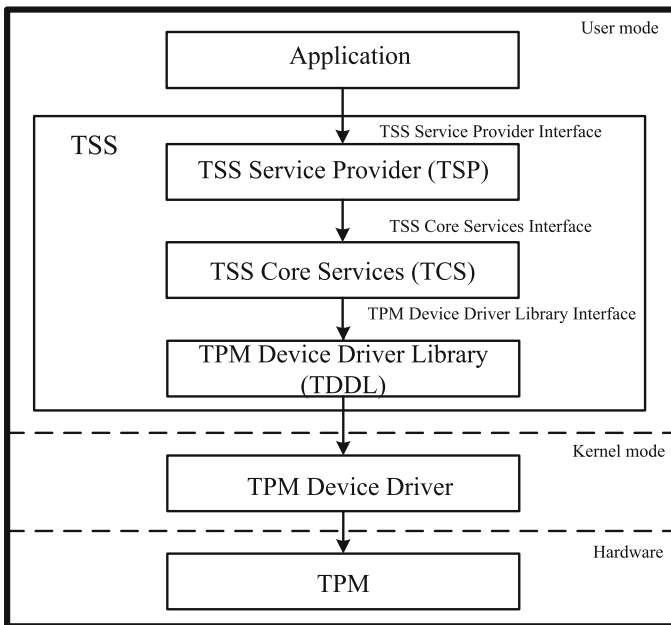 User mode
Application
TSS Service Provider Interface
TSS
TSS Service Provider (TSP)
TSS Core Services Interface
TSS Core Services (TCS)
TPM Device Driver Library Interface
TPM Device Driver Library
(TDDL)
Kernel mode
TPM Device Driver
Hardware
TPM